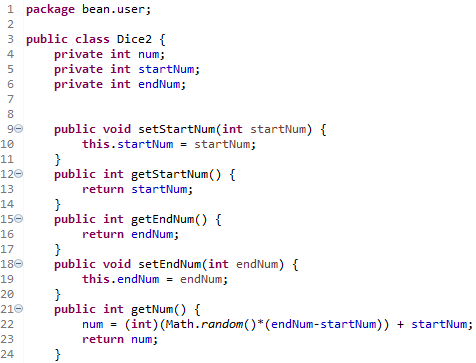 1 package bean.user;
2
3 public class Dice2 {
4     private int num;
5     private int startNum;
6     private int endNum;
7
8
9     public void setStartNum(int startNum) {
10         this.startNum = startNum;
11     }
12     public int getStartNum() {
13         return startNum;
14     }
15     public int getEndNum() {
16         return endNum;
17     }
18     public void setEndNum(int endNum) {
19         this.endNum = endNum;
20     }
21     public int getNum() {
22         num = (int)(Math.random()*(endNum-startNum)) + startNum;
23         return num;
24     }